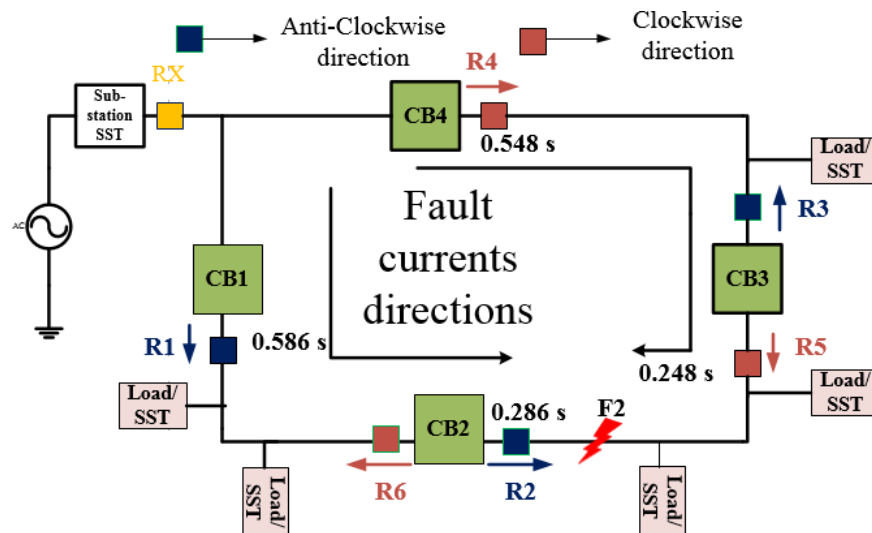 Anti-Clockwise
direction
Clockwise
direction
RX
R4
Sub-
station
SST
CB4
0.548 s
Load/
SST
Fault
currents
directions
R3
AC
CB1
CB3
R1
0.586 s
R5
0.248 s
Load/
SST
Load/
SST
CB2
0.286 s
F2
R6
R2
Load/
SST
Load/
SST